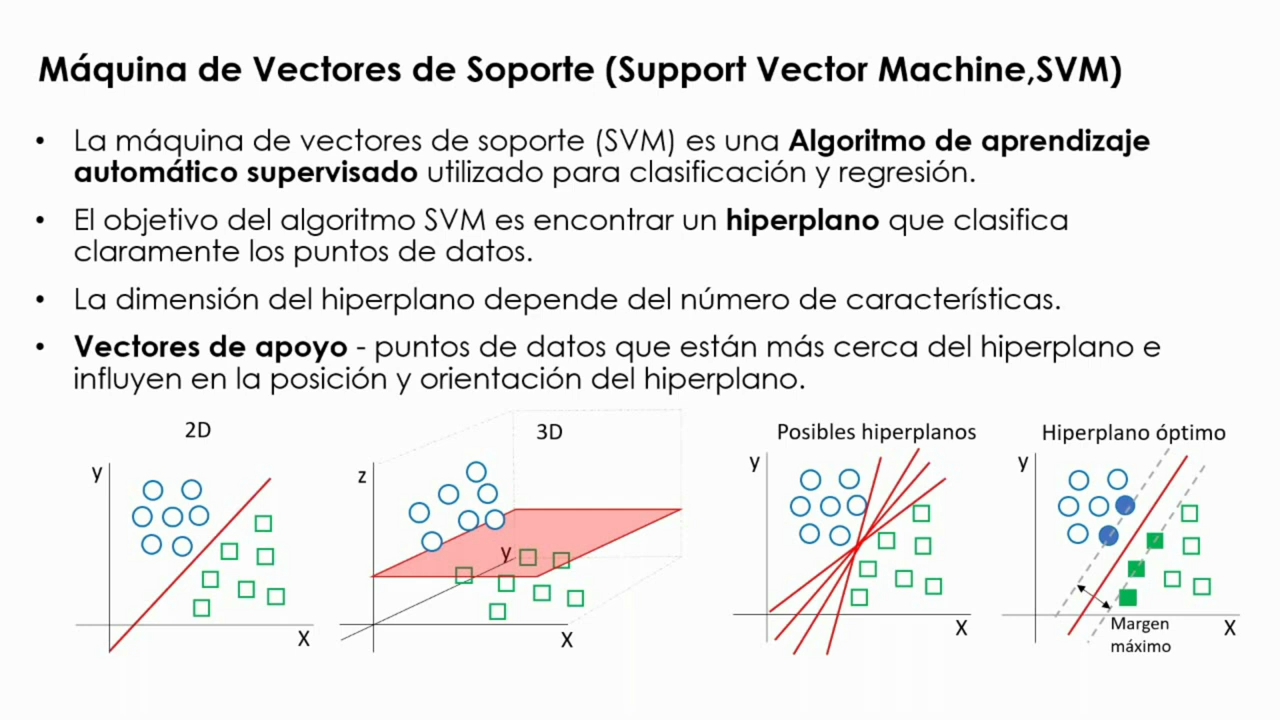 Máquina de Vectores de Soporte (Support Vector Machine,SVM)
• La máquina de vectores de soporte (SVM) es una Algoritmo de aprendizaje
automático supervisado utilizado para clasificación y regresión.
• El objetivo del algoritmo SVM es encontrar un hiperplano que clasifica
claramente los puntos de datos.
• La dimensión del hiperplano depende del número de características.
• Vectores de apoyo - puntos de datos que están más cerca del hiperplano e
influyen en la posición y orientación del hiperplano.
2D
y
X
3D
z
y
X
Posibles hiperplanos
y
X
Hiperplano óptimo
y
Margen
máximo
X